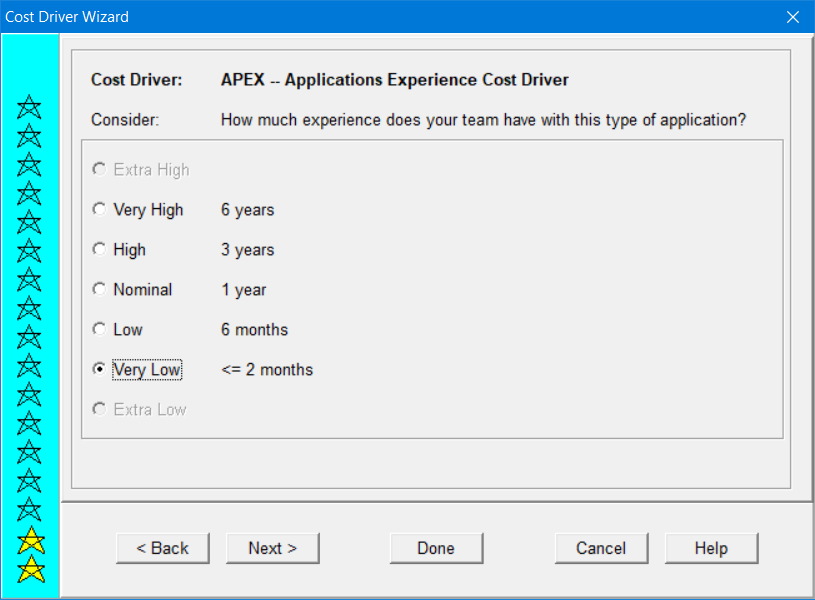 Cost Driver Wizard
Cost Driver: APEX -- Applications Experience Cost Driver
Consider: How much experience does your team have with this type of application?
Extra High
Very High 6 years
High 3 years
Nominal 1 year
Low 6 months
Very Low <= 2 months
Extra Low
< Back Next > Done Cancel Help